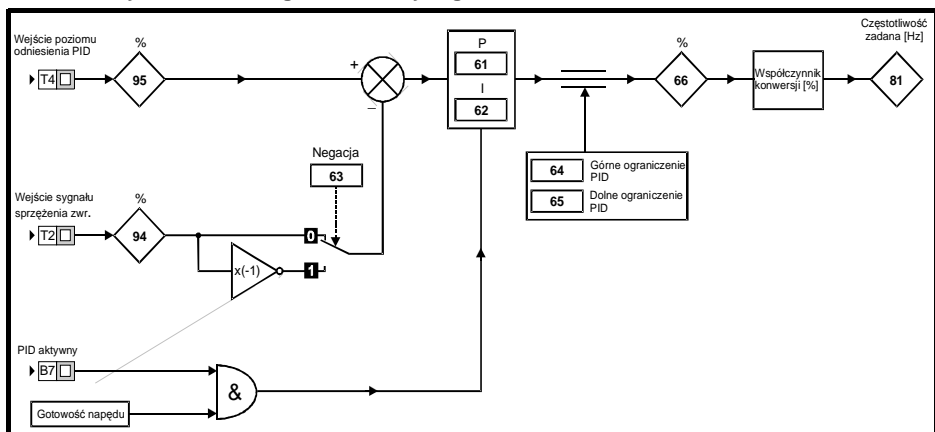 Wejście poziomu
odniesienia PID
T4
%
95
+
–
P
61
I
62
%
66
Współczynnik
konwersji [%]
Częstotliwość
zadana [Hz]
81
Negacja
63
64 Górne ograniczenie
PID
65 Dolne ograniczenie
PID
Wejście sygnału
sprzężenia zwr.
T2
%
94
0
x(-1)
1
PID aktywny
B7
&
Gotowość napędu